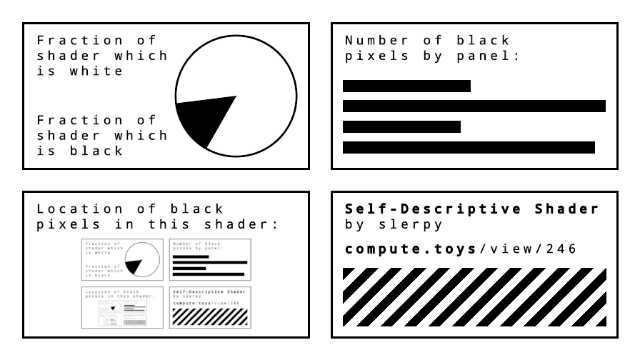 Fraction of
shader which
is white
Fraction of
shader which
is black
Number of black
pixels by panel:
Location of black
pixels in this shader:
Fraction of
shader which
is white
Fraction of
shader which
is black
Number of black
pixels by panel:
Location of black
pixels in this shader:
Self-Descriptive Shader
by slerpy
compute.toys/view/246
Self-Descriptive Shader
by slerpy
compute.toys/view/246